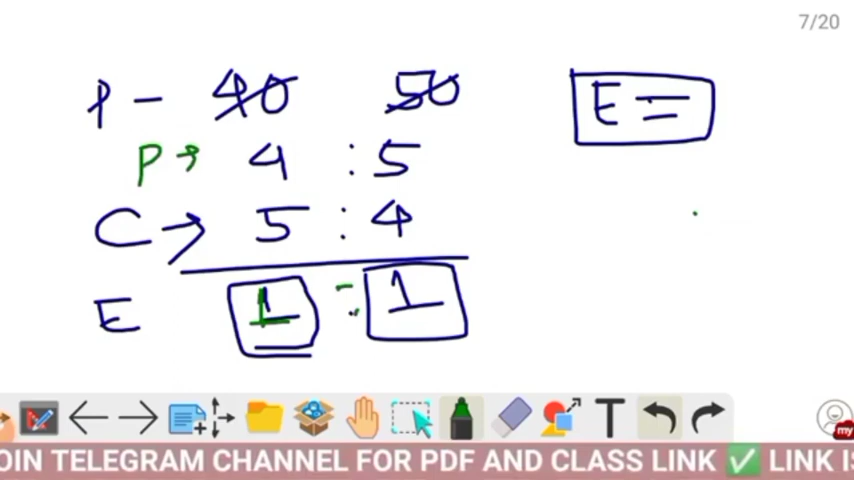 7/20
P - 40 50
E =
P → 4 : 5
C → 5 : 4
E 1 : 1
T
my
OIN TELEGRAM CHANNEL FOR PDF AND CLASS LINK ✅ LINK IS